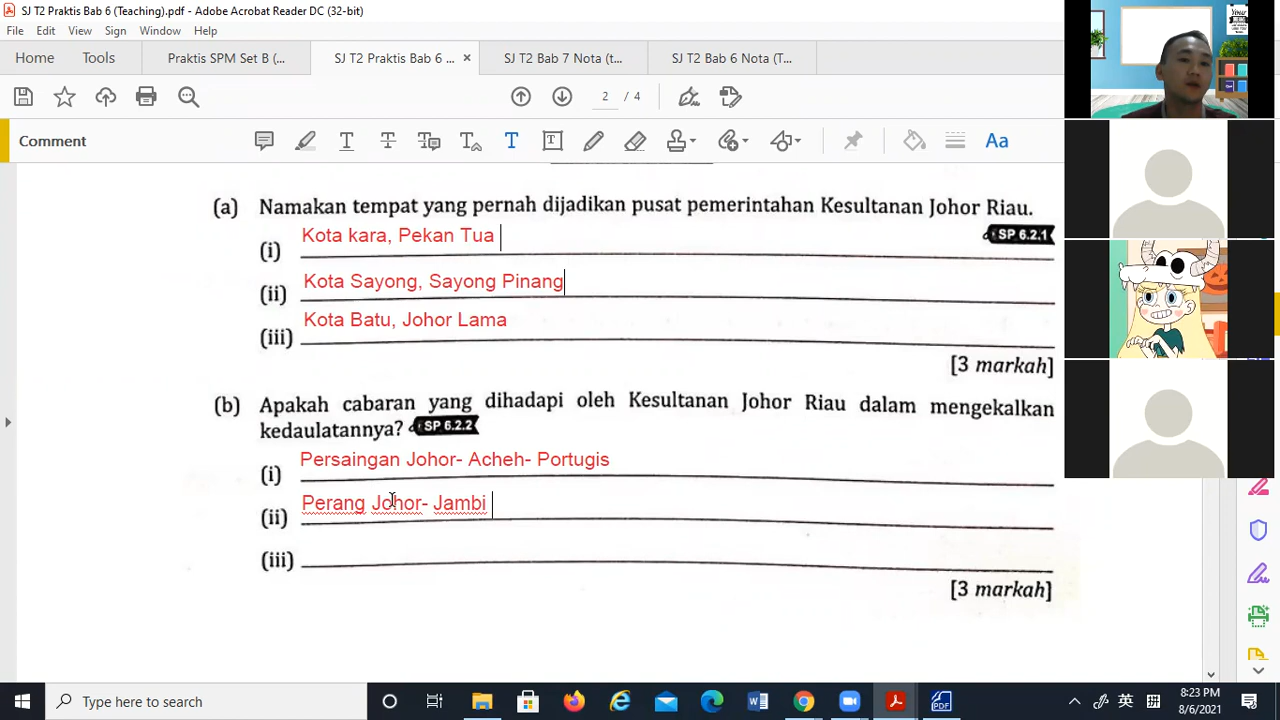 SJ T2 Praktis Bab 6 (Teaching).pdf - Adobe Acrobat Reader DC (32-bit)
File Edit View Sign Window Help
Home Tools Praktis SPM Set B (... SJ T2 Praktis Bab 6 ... × SJ T2 Bab 7 Nota (t... SJ T2 Bab 6 Nota (T...
2 / 4
Comment
Aa
(a) Namakan tempat yang pernah dijadikan pusat pemerintahan Kesultanan Johor Riau.
SP 6.2.1
(i) Kota kara, Pekan Tua
(ii) Kota Sayong, Sayong Pinang
(iii) Kota Batu, Johor Lama
[3 markah]
(b) Apakah cabaran yang dihadapi oleh Kesultanan Johor Riau dalam mengekalkan
kedaulatannya? SP 6.2.2
(i) Persaingan Johor- Acheh- Portugis
(ii) Perang Johor- Jambi
(iii)
[3 markah]
Type here to search
英 拼 8:23 PM
8/6/2021